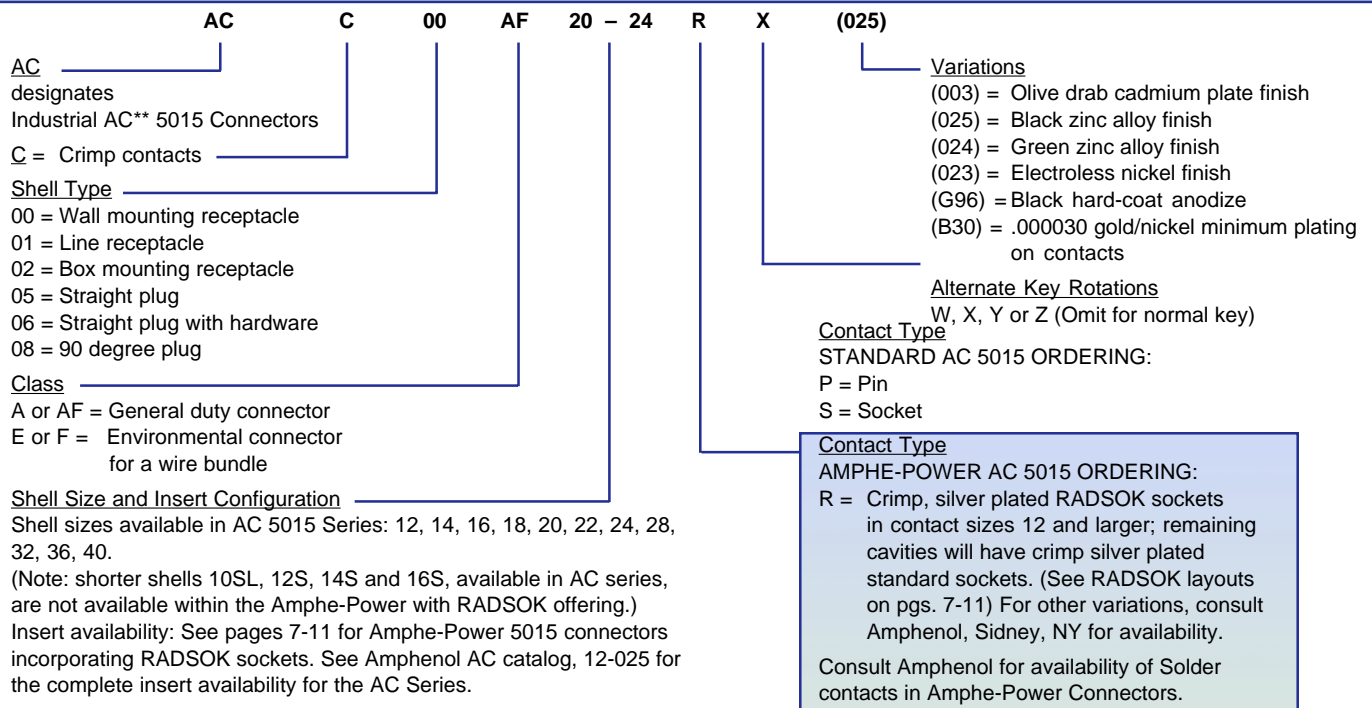 AC C 00 AF 20 – 24 R X (025)
AC
designates
Industrial AC** 5015 Connectors
C = Crimp contacts
Shell Type
00 = Wall mounting receptacle
01 = Line receptacle
02 = Box mounting receptacle
05 = Straight plug
06 = Straight plug with hardware
08 = 90 degree plug
Class
A or AF = General duty connector
E or F = Environmental connector
for a wire bundle
Shell Size and Insert Configuration
Shell sizes available in AC 5015 Series: 12, 14, 16, 18, 20, 22, 24, 28,
32, 36, 40.
(Note: shorter shells 10SL, 12S, 14S and 16S, available in AC series,
are not available within the Amphe-Power with RADSOK offering.)
Insert availability: See pages 7-11 for Amphe-Power 5015 connectors
incorporating RADSOK sockets. See Amphenol AC catalog, 12-025 for
the complete insert availability for the AC Series.
Variations
(003) = Olive drab cadmium plate finish
(025) = Black zinc alloy finish
(024) = Green zinc alloy finish
(023) = Electroless nickel finish
(G96) = Black hard-coat anodize
(B30) = .000030 gold/nickel minimum plating
on contacts
Alternate Key Rotations
W, X, Y or Z (Omit for normal key)
Contact Type
STANDARD AC 5015 ORDERING:
P = Pin
S = Socket
Contact Type
AMPHE-POWER AC 5015 ORDERING:
R = Crimp, silver plated RADSOK sockets
in contact sizes 12 and larger; remaining
cavities will have crimp silver plated
standard sockets. (See RADSOK layouts
on pgs. 7-11) For other variations, consult
Amphenol, Sidney, NY for availability.
Consult Amphenol for availability of Solder
contacts in Amphe-Power Connectors.